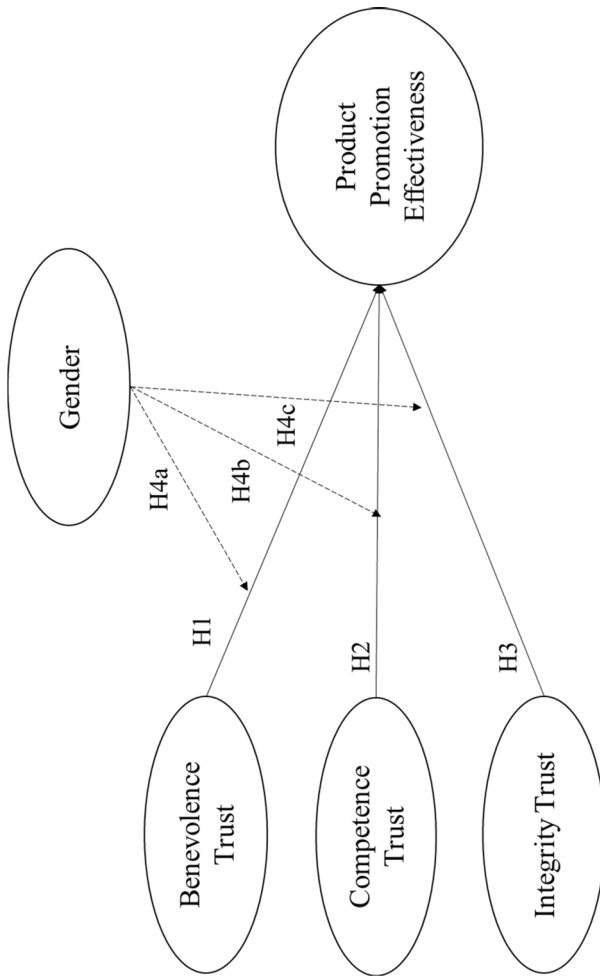 Gender
H4a
H4b
H4c
Benevolence
Trust
H1
Competence
Trust
H2
Integrity Trust
H3
Product
Promotion
Effectiveness